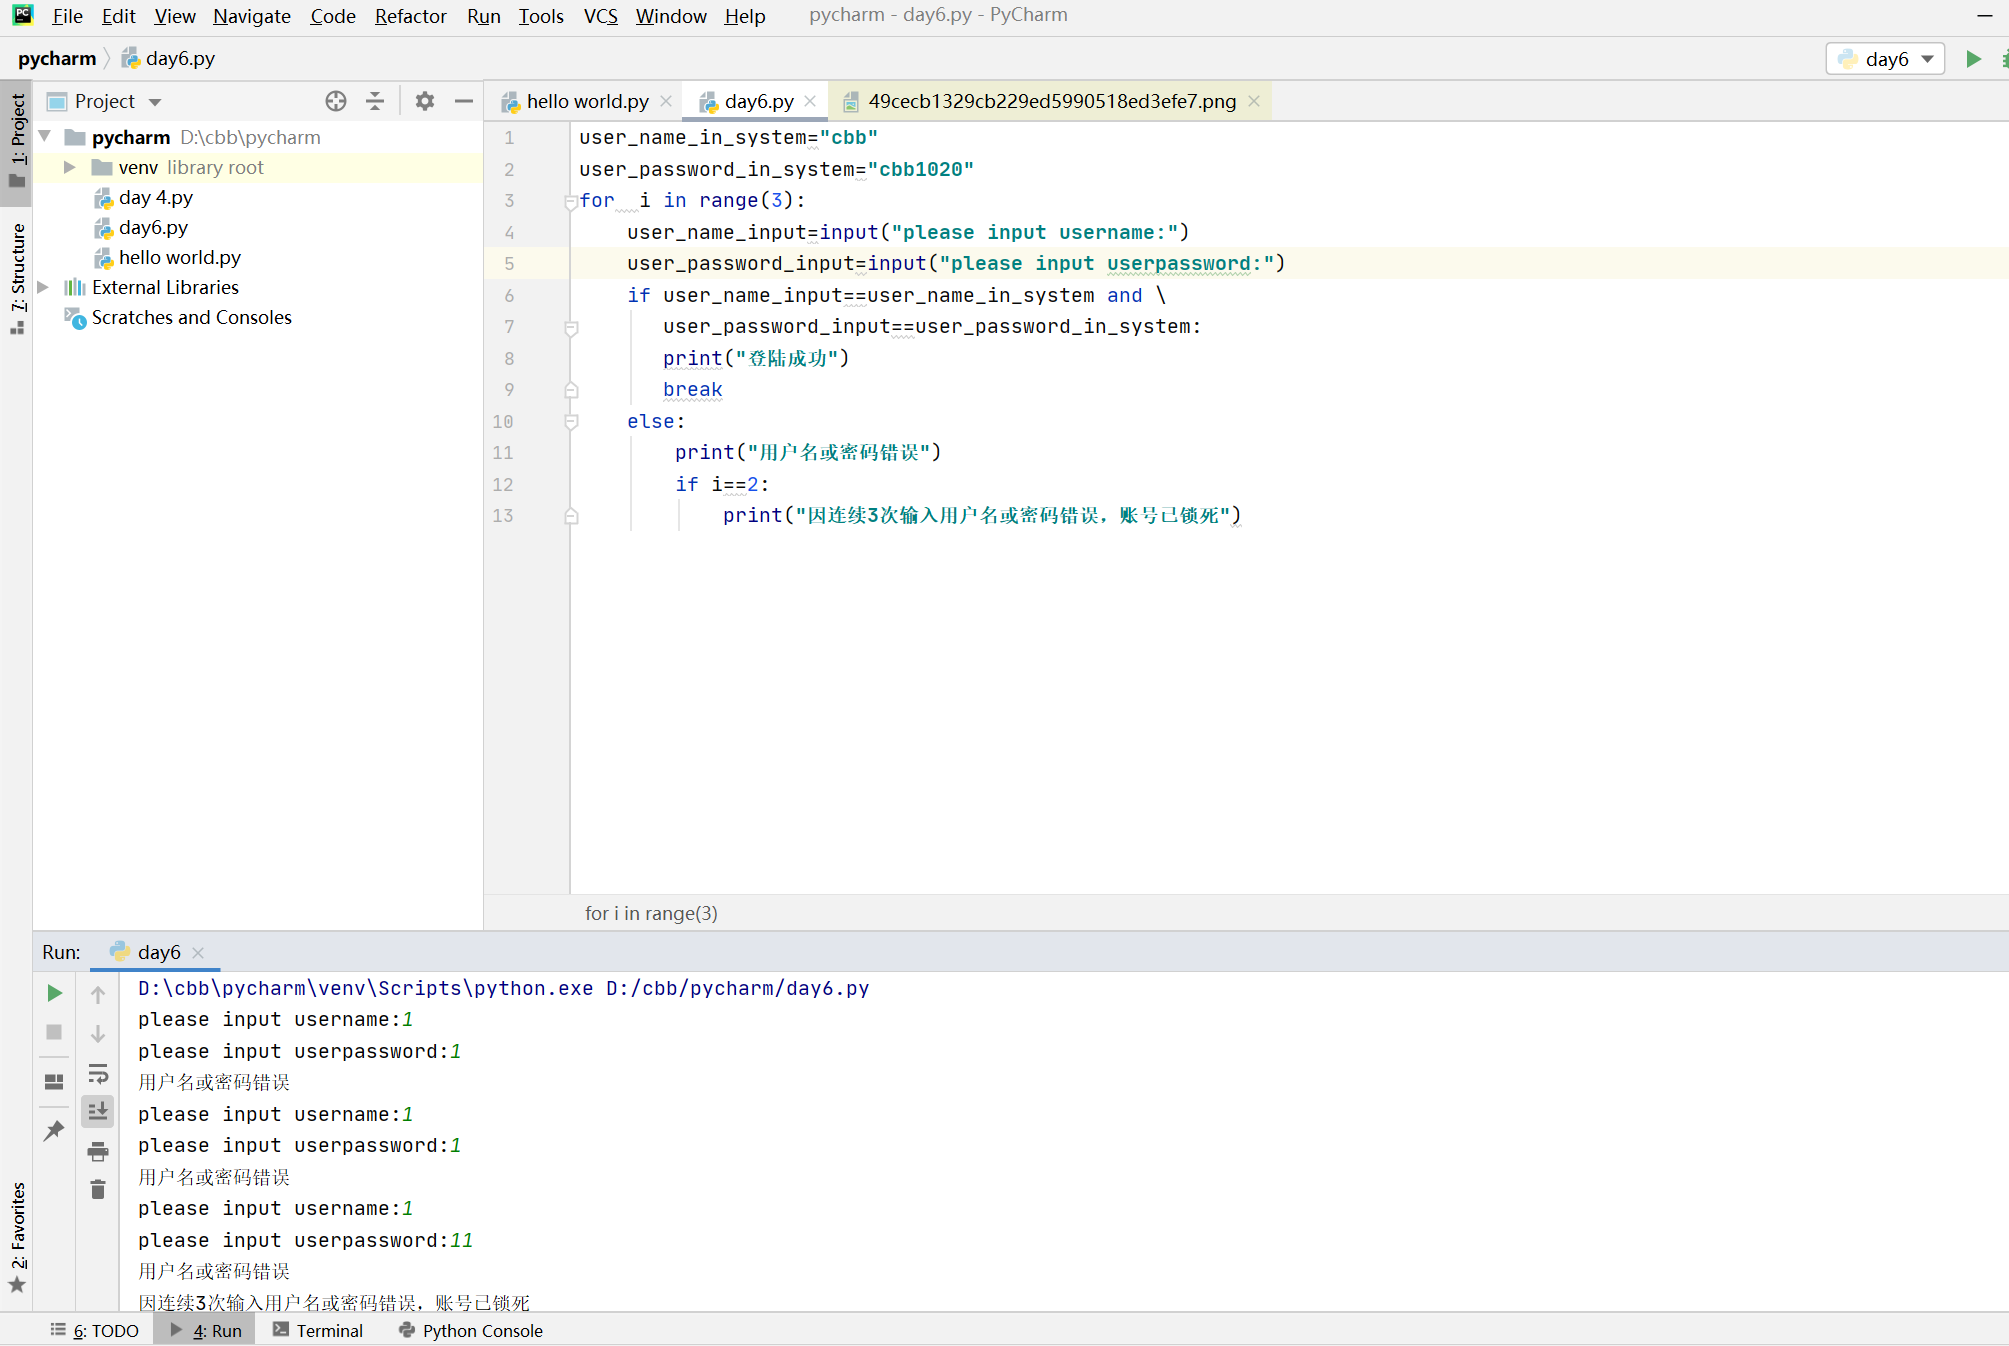 File Edit View Navigate Code Refactor Run Tools VCS Window Help pycharm - day6.py - PyCharm
pycharm day6.py day6
1: Project
7: Structure
2: Favorites
Project
pycharm D:\cbb\pycharm
venv library root
day 4.py
day6.py
hello world.py
External Libraries
Scratches and Consoles
hello world.py day6.py 49cecb1329cb229ed5990518ed3efe7.png
1 user_name_in_system="cbb"
2 user_password_in_system="cbb1020"
3 for  i in range(3):
4     user_name_input=input("please input username:")
5     user_password_input=input("please input userpassword:")
6     if user_name_input==user_name_in_system and \
7        user_password_input==user_password_in_system:
8        print("登陆成功")
9        break
10     else:
11         print("用户名或密码错误")
12         if i==2:
13             print("因连续3次输入用户名或密码错误，账号已锁死")
for i in range(3)
Run: day6
D:\cbb\pycharm\venv\Scripts\python.exe D:/cbb/pycharm/day6.py
please input username:1
please input userpassword:1
用户名或密码错误
please input username:1
please input userpassword:1
用户名或密码错误
please input username:1
please input userpassword:11
用户名或密码错误
因连续3次输入用户名或密码错误，账号已锁死
6: TODO 4: Run Terminal Python Console